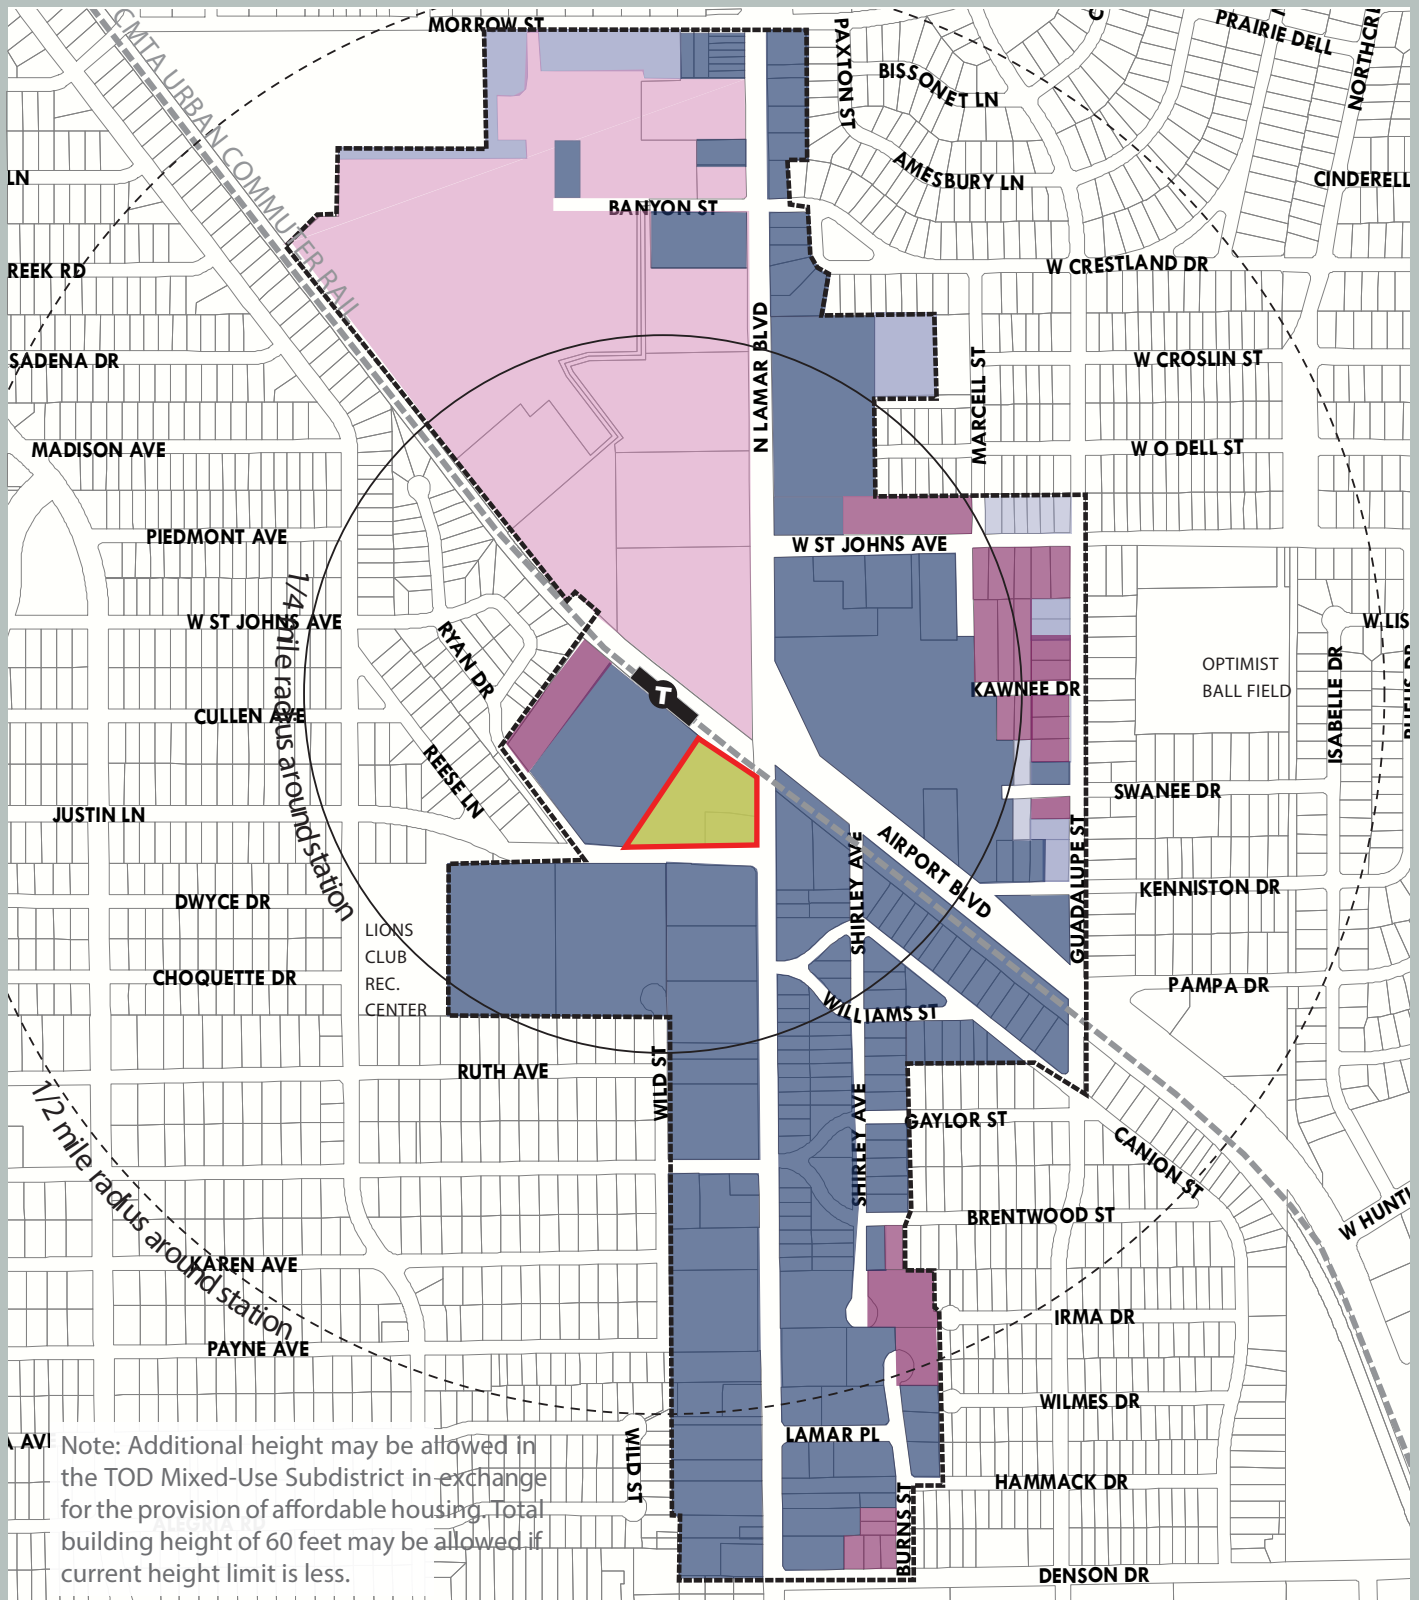 MORROW ST
PAXTON ST
BISSONET LN
PRAIRIE DELL
CMTA URBAN COMMUTER RAIL
AMESBURY LN
CINDERELL
LN
BANYON ST
REEK RD
W CRESTLAND DR
N LAMAR BLVD
SADENA DR
MARCELL ST
W CROSLIN ST
MADISON AVE
W O DELL ST
PIEDMONT AVE
W ST JOHNS AVE
1/4 mile radius around station
W ST JOHNS AVE
W LIS
RYAN DR
OPTIMIST
BALL FIELD
ISABELLE DR
T
KAWNEE DR
CULLEN AVE
REESE LN
SWANEE DR
JUSTIN LN
SHIRLEY AVE
AIRPORT BLVD
GUADALUPE ST
DWYCE DR
KENNISTON DR
LIONS
CLUB
REC.
CENTER
CHOQUETTE DR
PAMPA DR
WILLIAMS ST
RUTH AVE
WILD ST
1/2 mile radius around station
SHIRLEY AVE
GAYLOR ST
CANION ST
BRENTWOOD ST
W HUNTL
KAREN AVE
IRMA DR
PAYNE AVE
WILMES DR
LAMAR PL
WILD ST
HAMMACK DR
BURNS ST
DENSON DR
A AVE
ALEGRIA RD
Note: Additional height may be allowed in
the TOD Mixed-Use Subdistrict in exchange
for the provision of affordable housing. Total
building height of 60 feet may be allowed if
current height limit is less.